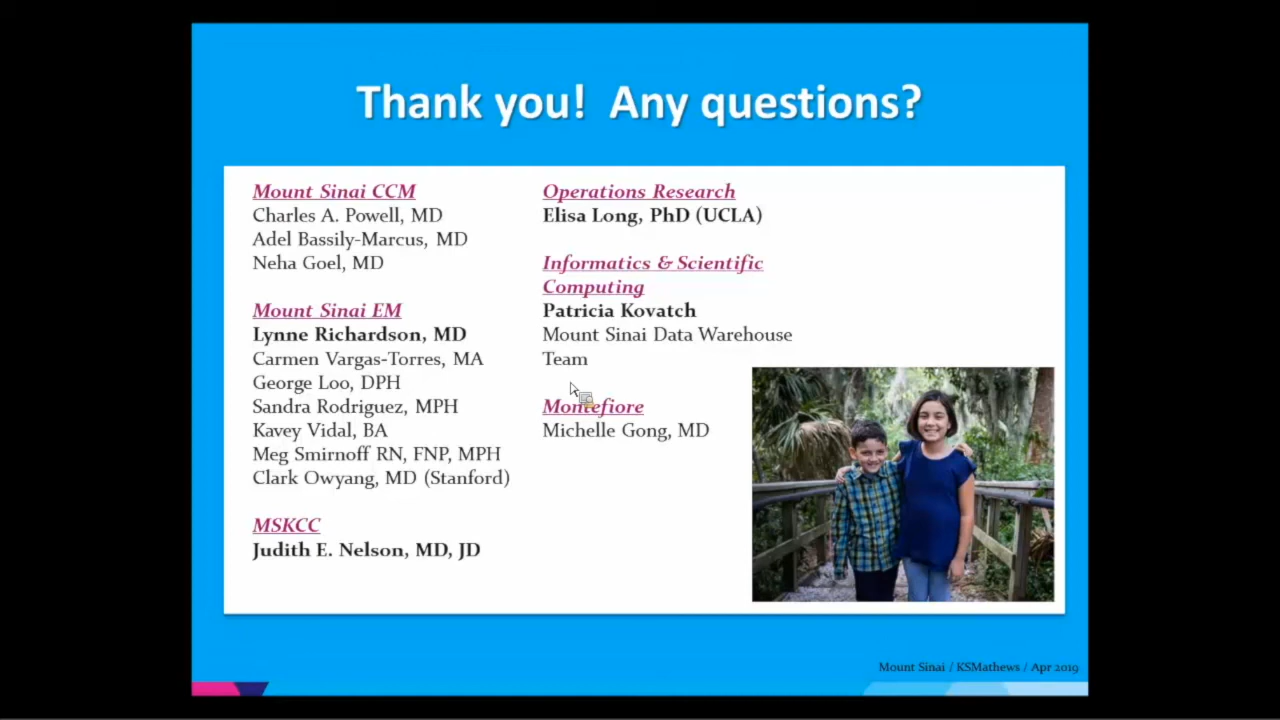 Thank you!  Any questions?
Mount Sinai CCM
Charles A. Powell, MD
Adel Bassily-Marcus, MD
Neha Goel, MD
Mount Sinai EM
Lynne Richardson, MD
Carmen Vargas-Torres, MA
George Loo, DPH
Sandra Rodriguez, MPH
Kavey Vidal, BA
Meg Smirnoff RN, FNP, MPH
Clark Owyang, MD (Stanford)
MSKCC
Judith E. Nelson, MD, JD
Operations Research
Elisa Long, PhD (UCLA)
Informatics & Scientific
Computing
Patricia Kovatch
Mount Sinai Data Warehouse
Team
Montefiore
Michelle Gong, MD
Mount Sinai / KSMathews / Apr 2019